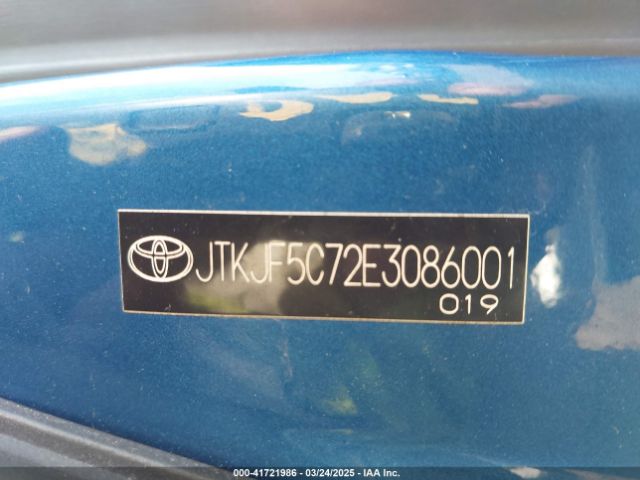 JTKJF5C72E3086001
019
000-41721986 • 03/24/2025 • IAA Inc.